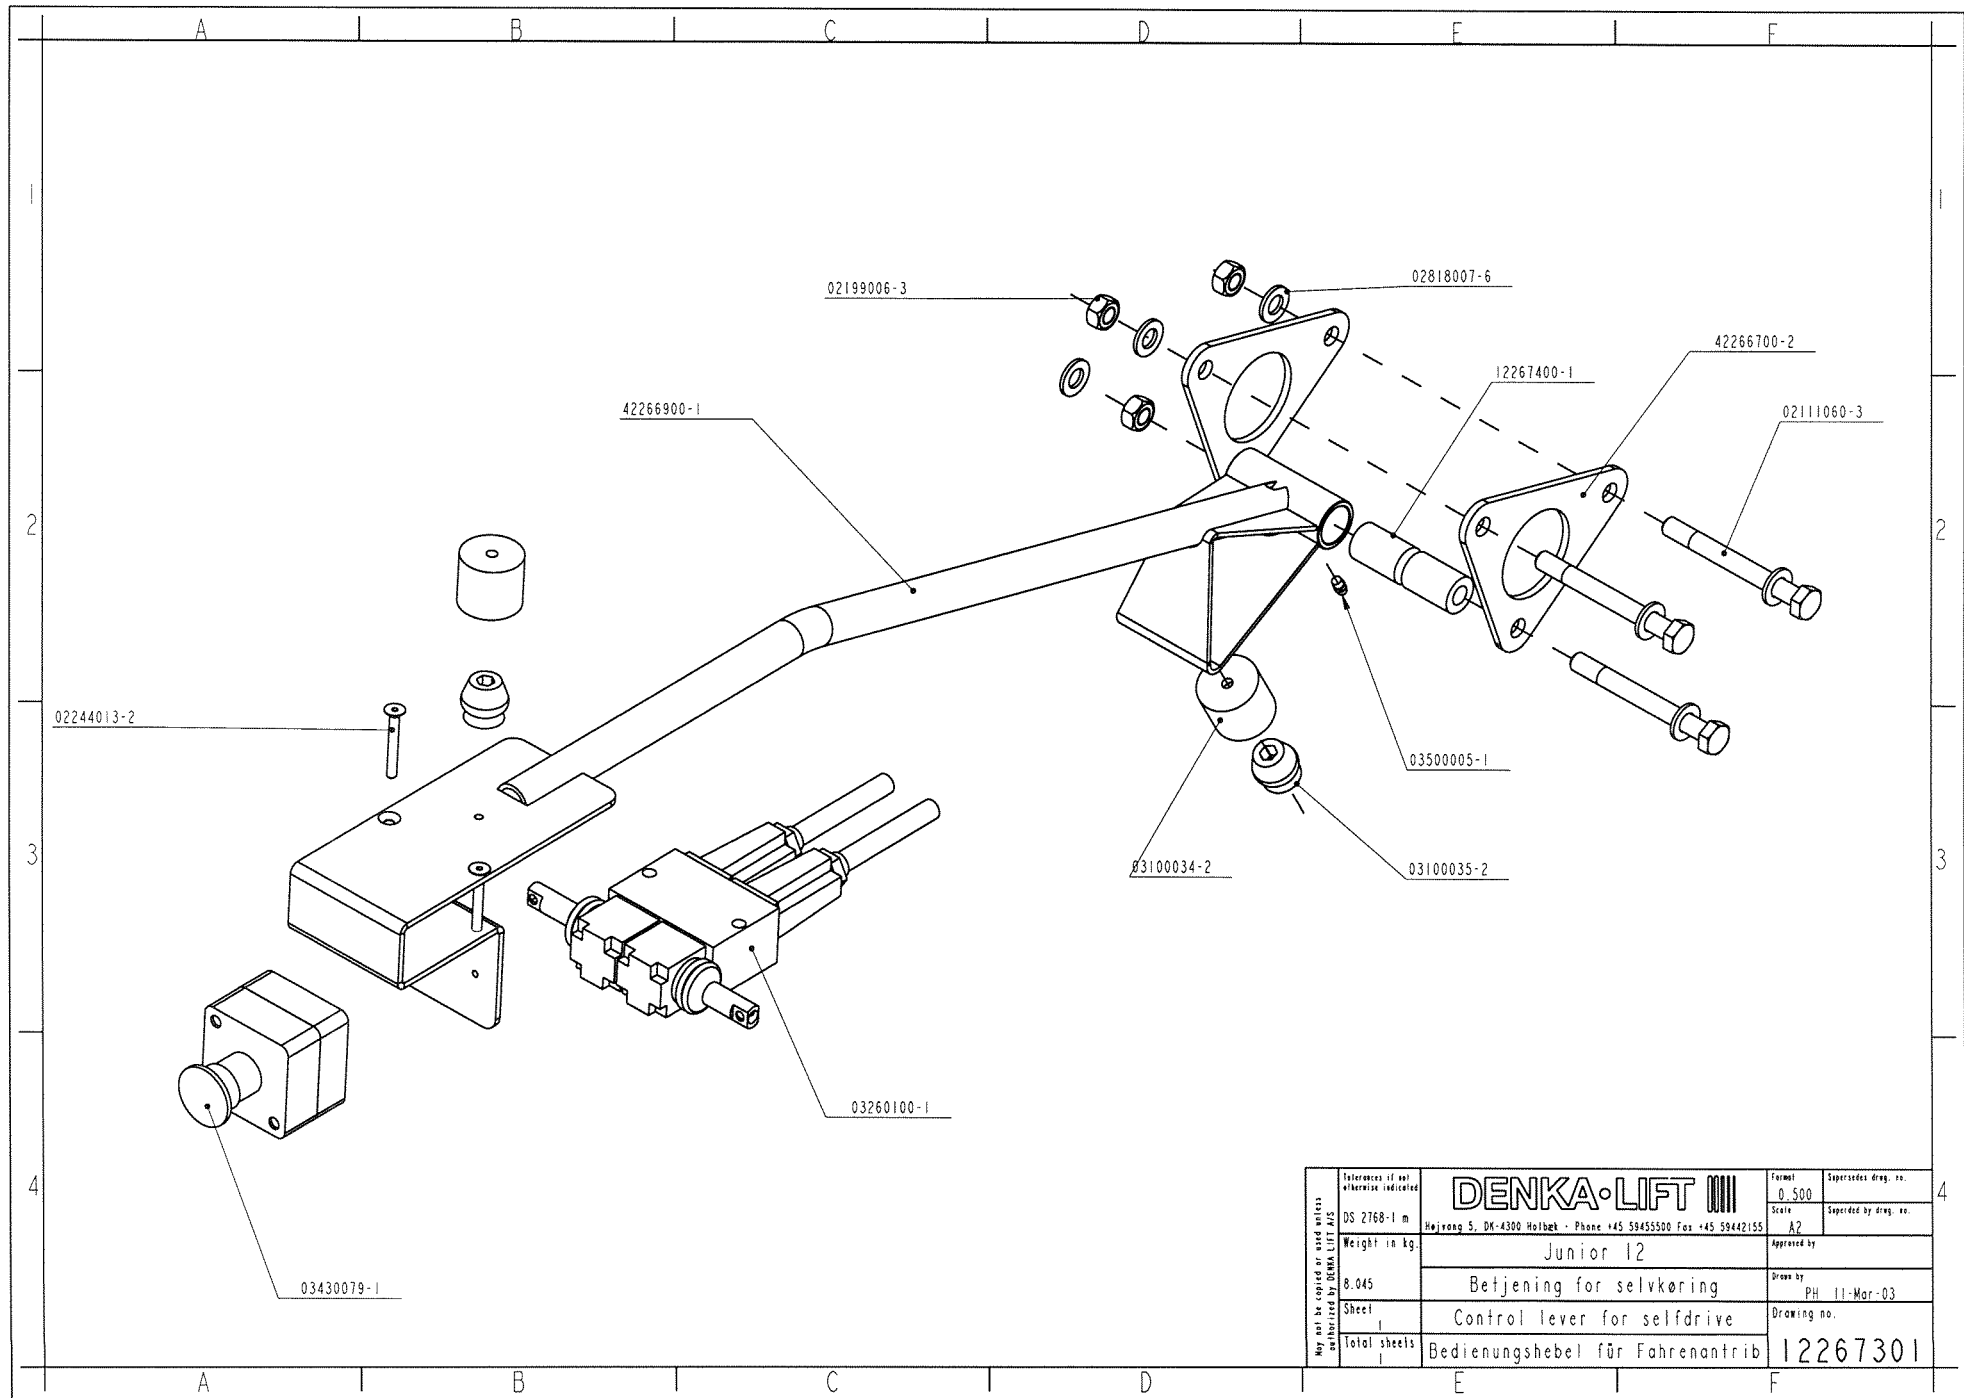 A B C D E F
1 1
02818007-6
02199006-3
42266700-2
12267400-1
42266900-1
02111060-3
2 2
02244013-2
03500005-1
3 3
03100034-2
03100035-2
03260100-1
4 4
03430079-1
May not be copied or used unless
authorized by DENKA LIFT A/S
Tolerances if not
otherwise indicated
DS 2768-1 m
Weight in kg.
8.045
Sheet
1
Total sheets
1
DENKA•LIFT
Højvang 5, DK-4300 Holbæk - Phone +45 59455500 Fax +45 59442155
Junior 12
Betjening for selvkøring
Control lever for selfdrive
Bedienungshebel für Fahrenantrib
Format
0.500
Supersedes drwg. no.
Scale
A2
Superded by drwg. no.
Approved by
Drawn by
PH 11-Mar-03
Drawing no.
12267301
A B C D E F